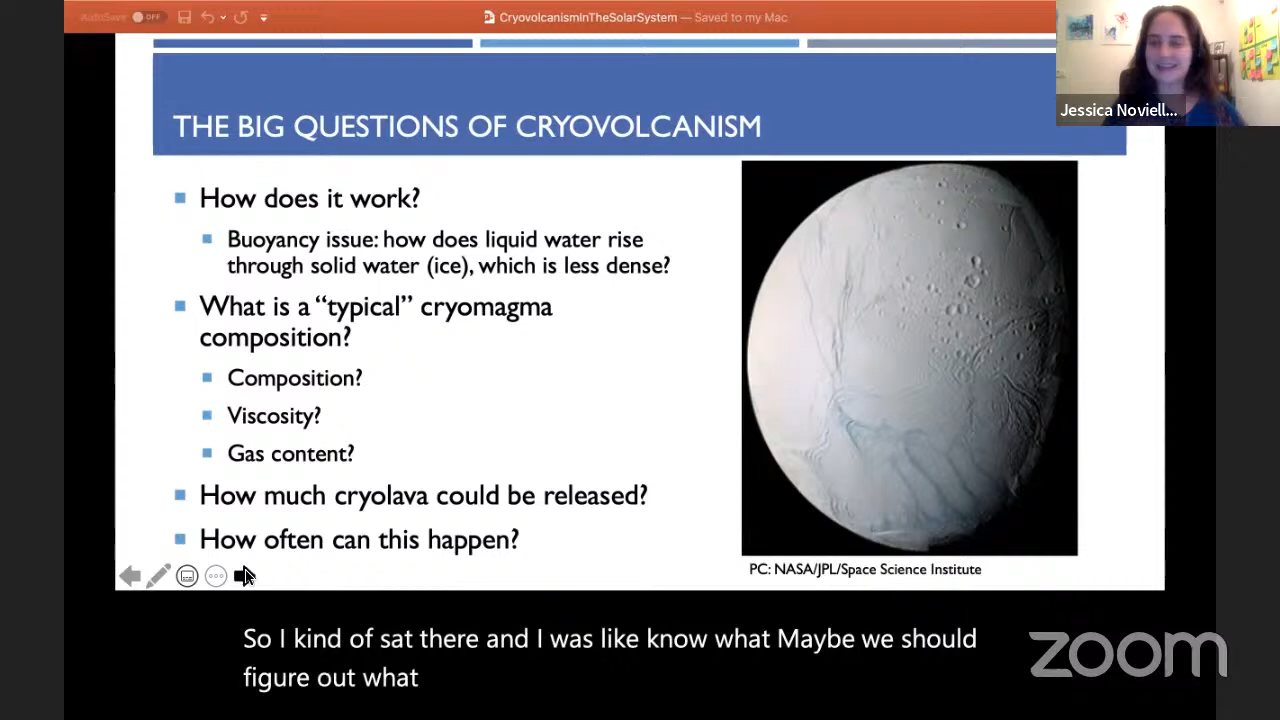 AutoSave OFF
CryovolcanismInTheSolarSystem — Saved to my Mac
Jessica Noviell...
THE BIG QUESTIONS OF CRYOVOLCANISM
How does it work?
Buoyancy issue: how does liquid water rise
through solid water (ice), which is less dense?
What is a “typical” cryomagma
composition?
Composition?
Viscosity?
Gas content?
How much cryolava could be released?
How often can this happen?
PC: NASA/JPL/Space Science Institute
So I kind of sat there and I was like know what Maybe we should
figure out what
zoom